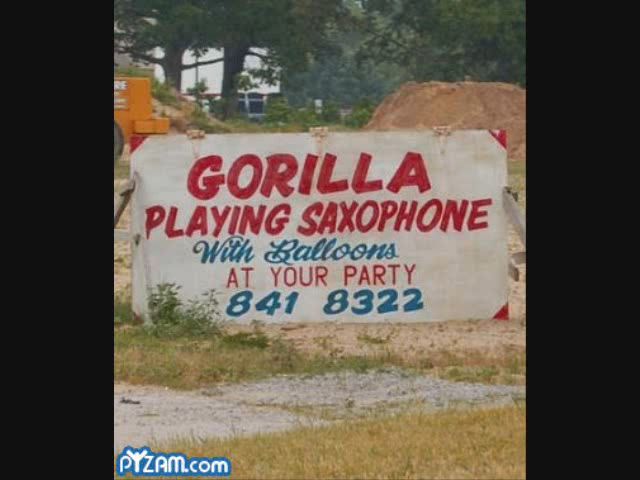 GORILLA
PLAYING SAXOPHONE
With Balloons
AT YOUR PARTY
841 8322
PYZAM.com